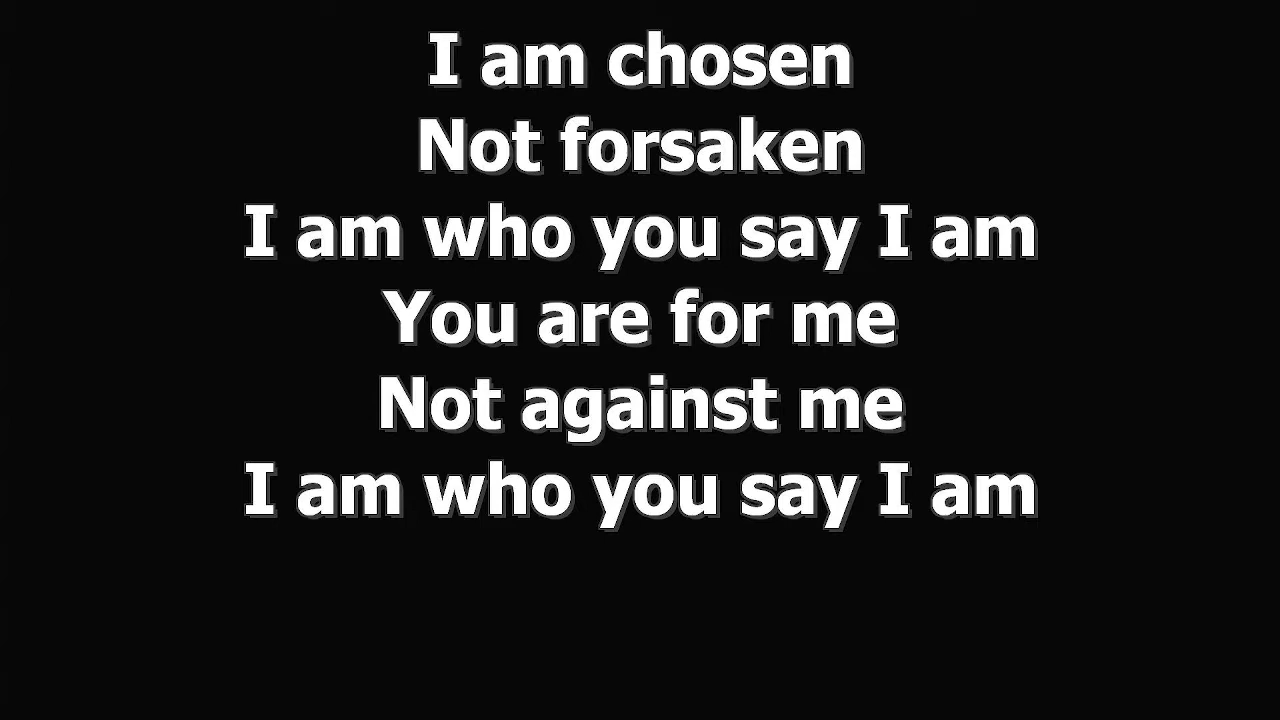 I am chosen
Not forsaken
I am who you say I am
You are for me
Not against me
I am who you say I am